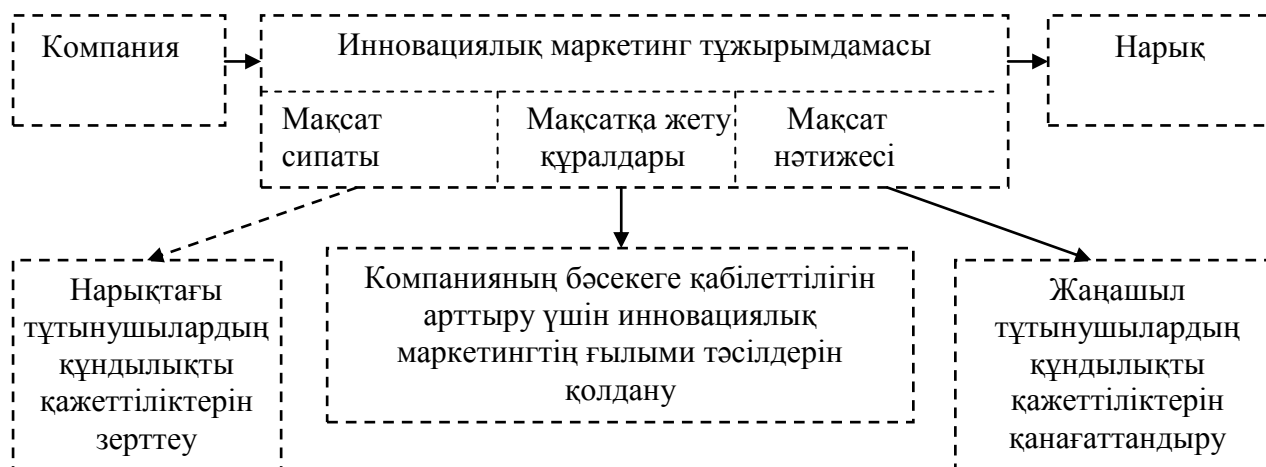 Компания
Инновациялық маркетинг тұжырымдамасы
Нарық
Мақсат
сипаты
Мақсатқа жету
құралдары
Мақсат
нәтижесі
Нарықтағы
тұтынушылардың
құндылықты
қажеттіліктерін
зерттеу
Компанияның бәсекеге қабілеттілігін
арттыру үшін инновациялық
маркетингтің ғылыми тәсілдерін
қолдану
Жаңашыл
тұтынушылардың
құндылықты
қажеттіліктерін
қанағаттандыру